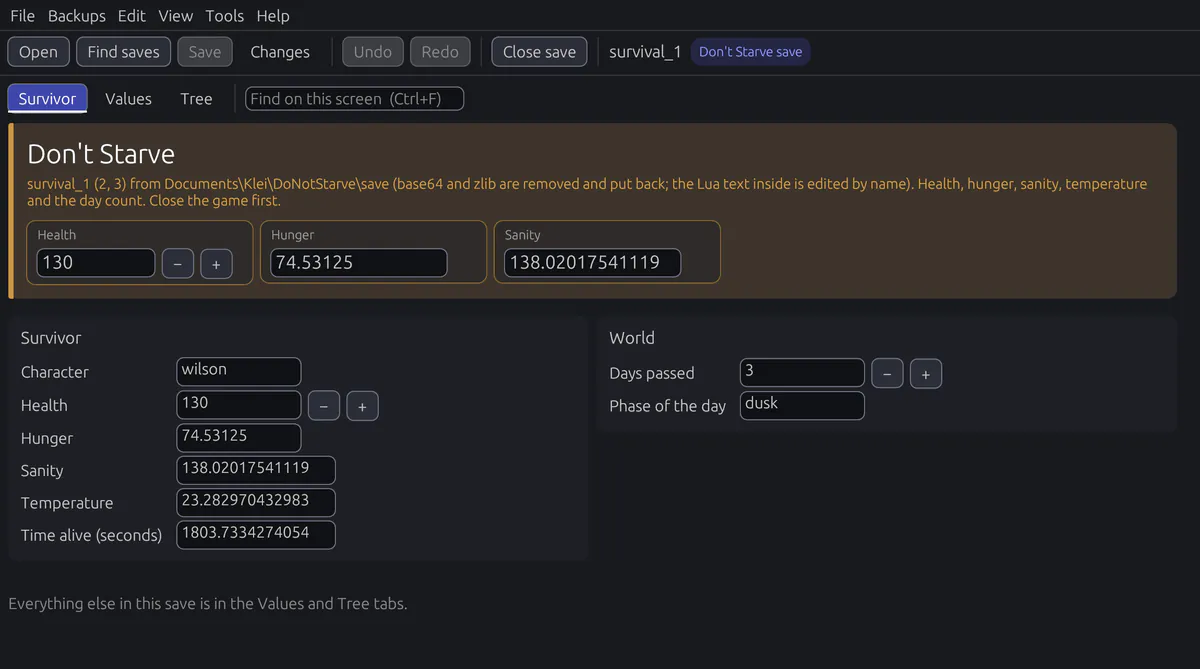 File Backups Edit View Tools Help
Open Find saves Save Changes Undo Redo Close save survival_1 Don't Starve save
Survivor Values Tree Find on this screen (Ctrl+F)
Don't Starve
survival_1 (2, 3) from Documents\Klei\DoNotStarve\save (base64 and zlib are removed and put back; the Lua text inside is edited by name). Health, hunger, sanity, temperature
and the day count. Close the game first.
Health Hunger Sanity
130 − + 74.53125 138.02017541119
Survivor
Character wilson
Health 130 − +
Hunger 74.53125
Sanity 138.02017541119
Temperature 23.282970432983
Time alive (seconds) 1803.7334274054
World
Days passed 3 − +
Phase of the day dusk
Everything else in this save is in the Values and Tree tabs.